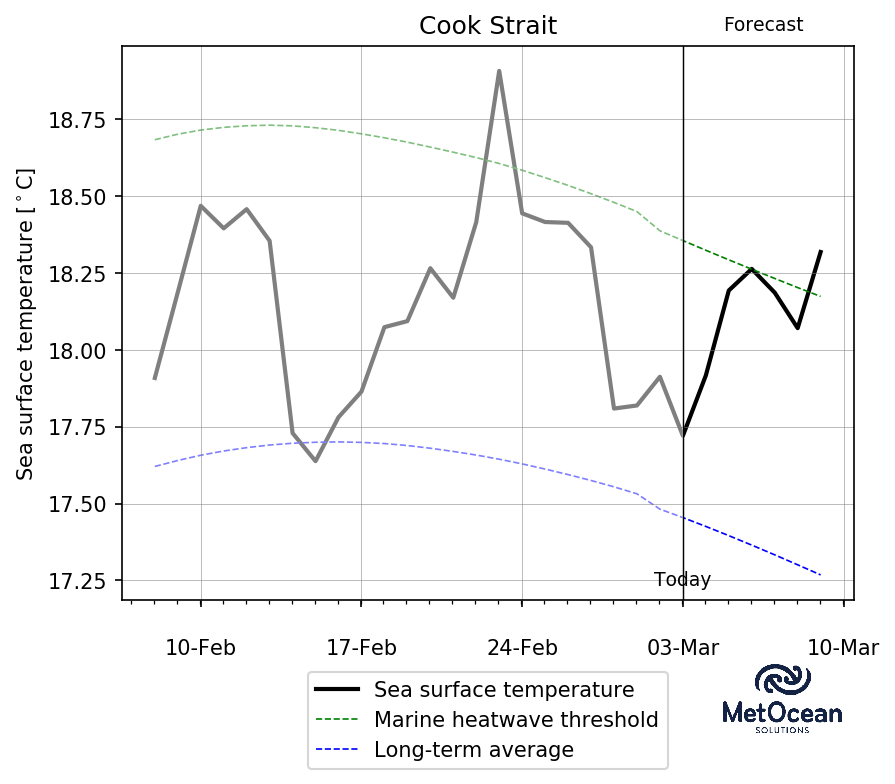 Cook Strait
Forecast
Sea surface temperature [°C]
18.75
18.50
18.25
18.00
17.75
17.50
17.25
Today
10-Feb
17-Feb
24-Feb
03-Mar
10-Mar
Sea surface temperature
Marine heatwave threshold
Long-term average
MetOcean
SOLUTIONS